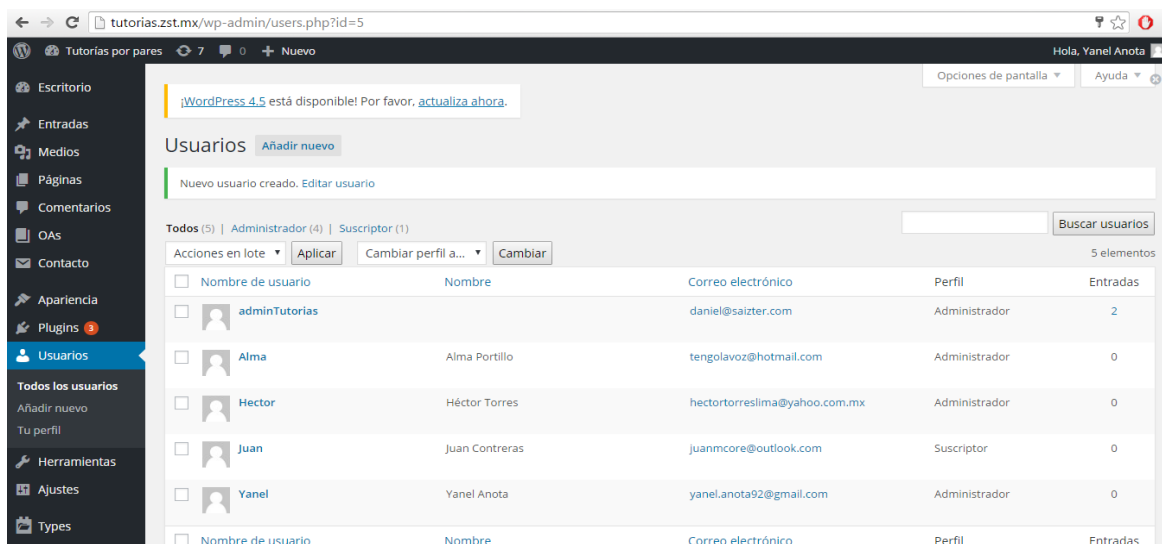 tutorias.zst.mx/wp-admin/users.php?id=5
Tutorías por pares 7 0 + Nuevo Hola, Yanel Anota
Opciones de pantalla Ayuda
Escritorio
Entradas
Medios
Páginas
Comentarios
OAs
Contacto
Apariencia
Plugins 3
Usuarios
Todos los usuarios
Añadir nuevo
Tu perfil
Herramientas
Ajustes
Types
¡WordPress 4.5 está disponible! Por favor, actualiza ahora.
Usuarios Añadir nuevo
Nuevo usuario creado. Editar usuario
Todos (5) | Administrador (4) | Suscriptor (1)
Buscar usuarios
Acciones en lote Aplicar Cambiar perfil a... Cambiar 5 elementos
Nombre de usuario Nombre Correo electrónico Perfil Entradas
adminTutorias daniel@saizter.com Administrador 2
Alma Alma Portillo tengolavoz@hotmail.com Administrador 0
Hector Héctor Torres hectortorreslima@yahoo.com.mx Administrador 0
Juan Juan Contreras juanmcore@outlook.com Suscriptor 0
Yanel Yanel Anota yanel.anota92@gmail.com Administrador 0
Nombre de usuario Nombre Correo electrónico Perfil Entradas